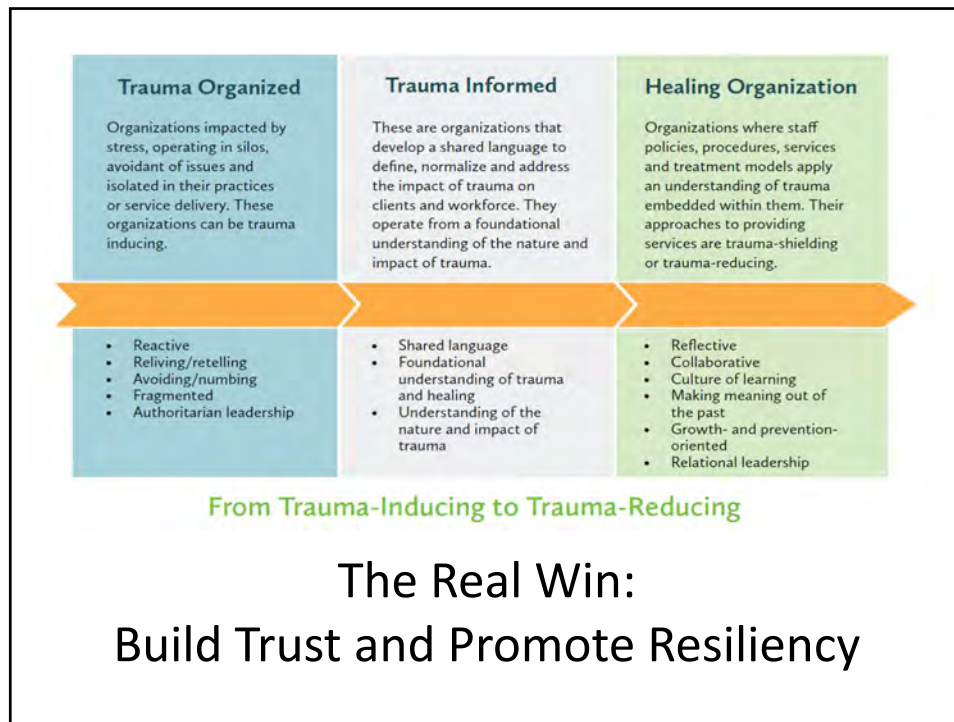 Trauma Organized
Organizations impacted by
stress, operating in silos,
avoidant of issues and
isolated in their practices
or service delivery. These
organizations can be trauma
inducing.
Trauma Informed
These are organizations that
develop a shared language to
define, normalize and address
the impact of trauma on
clients and workforce. They
operate from a foundational
understanding of the nature and
impact of trauma.
Healing Organization
Organizations where staff
policies, procedures, services
and treatment models apply
an understanding of trauma
embedded within them. Their
approaches to providing
services are trauma-shielding
or trauma-reducing.
• Reactive
• Reliving/retelling
• Avoiding/numbing
• Fragmented
• Authoritarian leadership
• Shared language
• Foundational
understanding of trauma
and healing
• Understanding of the
nature and impact of
trauma
• Reflective
• Collaborative
• Culture of learning
• Making meaning out of
the past
• Growth- and prevention-
oriented
• Relational leadership
From Trauma-Inducing to Trauma-Reducing
The Real Win:
Build Trust and Promote Resiliency